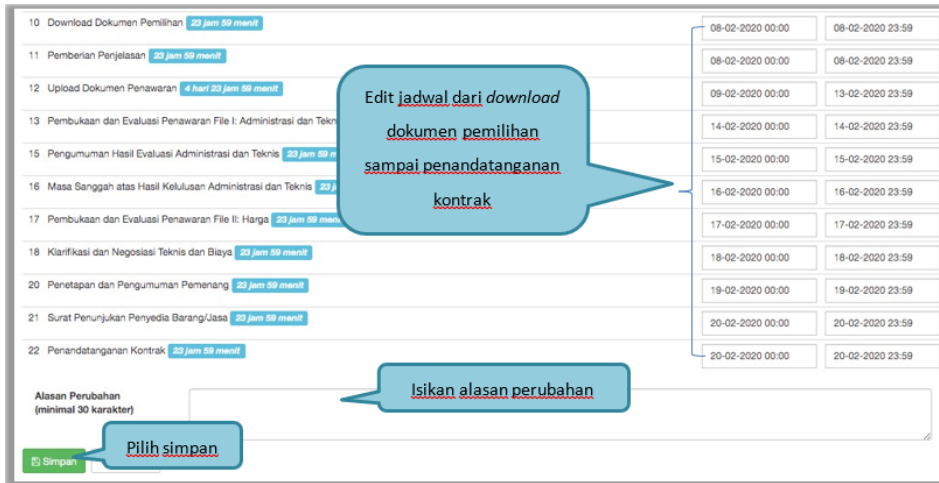 10 Download Dokumen Pemilihan 23 jam 59 menit 08-02-2020 00:00 08-02-2020 23:59
11 Pemberian Penjelasan 23 jam 59 menit 08-02-2020 00:00 08-02-2020 23:59
12 Upload Dokumen Penawaran 4 hari 23 jam 59 menit 09-02-2020 00:00 13-02-2020 23:59
13 Pembukaan dan Evaluasi Penawaran File I: Administrasi dan Tekn 14-02-2020 00:00 14-02-2020 23:59
15 Pengumuman Hasil Evaluasi Administrasi dan Teknis 23 jam 59 m 15-02-2020 00:00 15-02-2020 23:59
16 Masa Sanggah atas Hasil Kelulusan Administrasi dan Teknis 23 j 16-02-2020 00:00 16-02-2020 23:59
17 Pembukaan dan Evaluasi Penawaran File II: Harga 23 jam 59 men 17-02-2020 00:00 17-02-2020 23:59
18 Klarifikasi dan Negosiasi Teknis dan Biaya 23 jam 59 menit 18-02-2020 00:00 18-02-2020 23:59
20 Penetapan dan Pengumuman Pemenang 23 jam 59 menit 19-02-2020 00:00 19-02-2020 23:59
21 Surat Penunjukan Penyedia Barang/Jasa 23 jam 59 menit 20-02-2020 00:00 20-02-2020 23:59
22 Penandatanganan Kontrak 23 jam 59 menit 20-02-2020 00:00 20-02-2020 23:59
Edit jadwal dari download
dokumen pemilihan
sampai penandatanganan
kontrak
Alasan Perubahan
(minimal 30 karakter)
Isikan alasan perubahan
Pilih simpan
Simpan